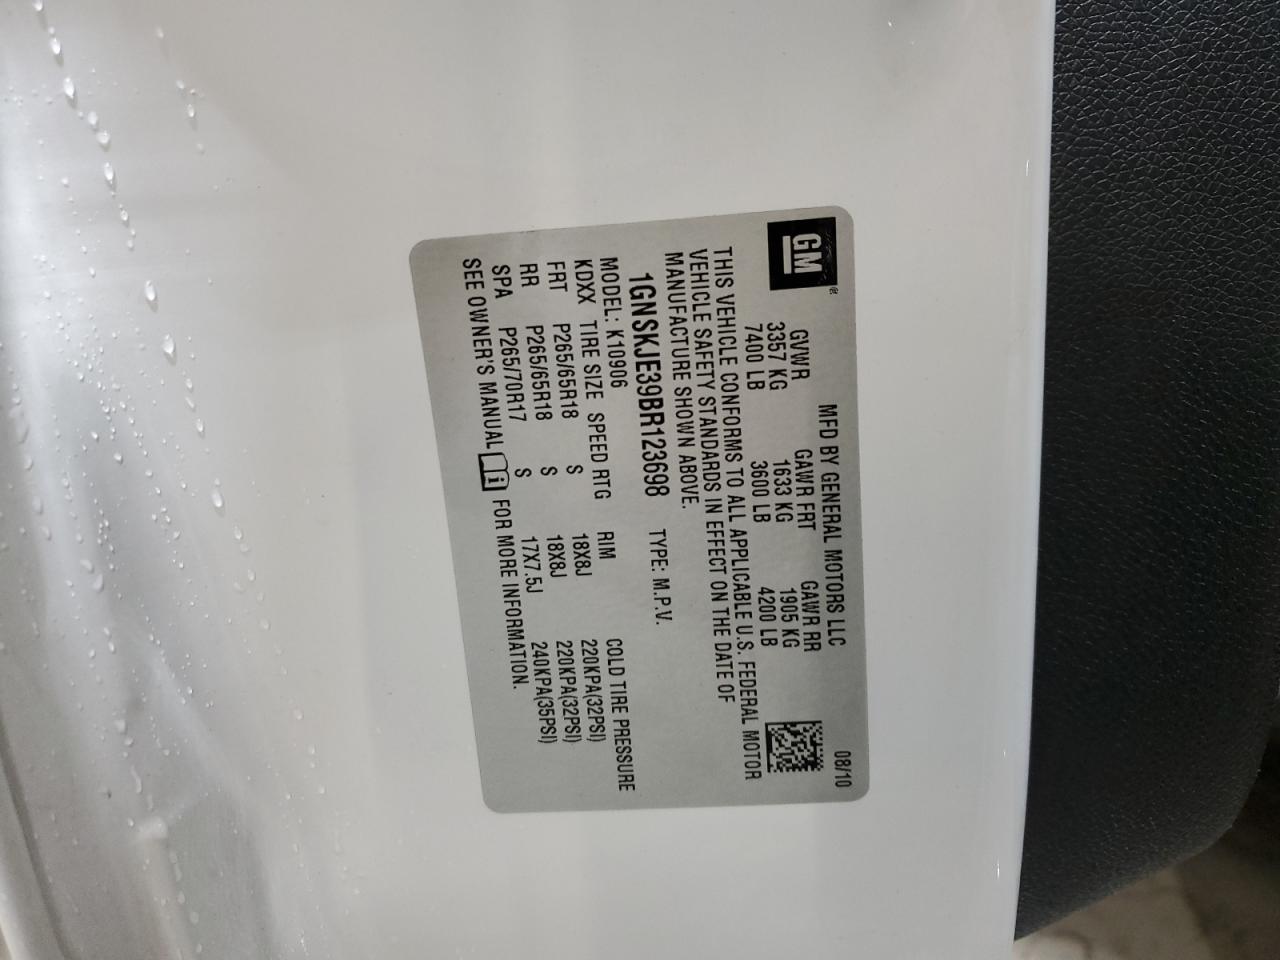 GM®
MFD BY GENERAL MOTORS LLC 08/10
GVWR GAWR FRT GAWR RR
3357 KG 1633 KG 1905 KG
7400 LB 3600 LB 4200 LB
THIS VEHICLE CONFORMS TO ALL APPLICABLE U.S. FEDERAL MOTOR
VEHICLE SAFETY STANDARDS IN EFFECT ON THE DATE OF
MANUFACTURE SHOWN ABOVE.
1GNSKJE39BR123698 TYPE: M.P.V.
MODEL: K10906
KDXX TIRE SIZE SPEED RTG RIM COLD TIRE PRESSURE
FRT P265/65R18 S 18X8J 220KPA(32PSI)
RR P265/65R18 S 18X8J 220KPA(32PSI)
SPA P265/70R17 S 17X7.5J 240KPA(35PSI)
SEE OWNER'S MANUAL i FOR MORE INFORMATION.